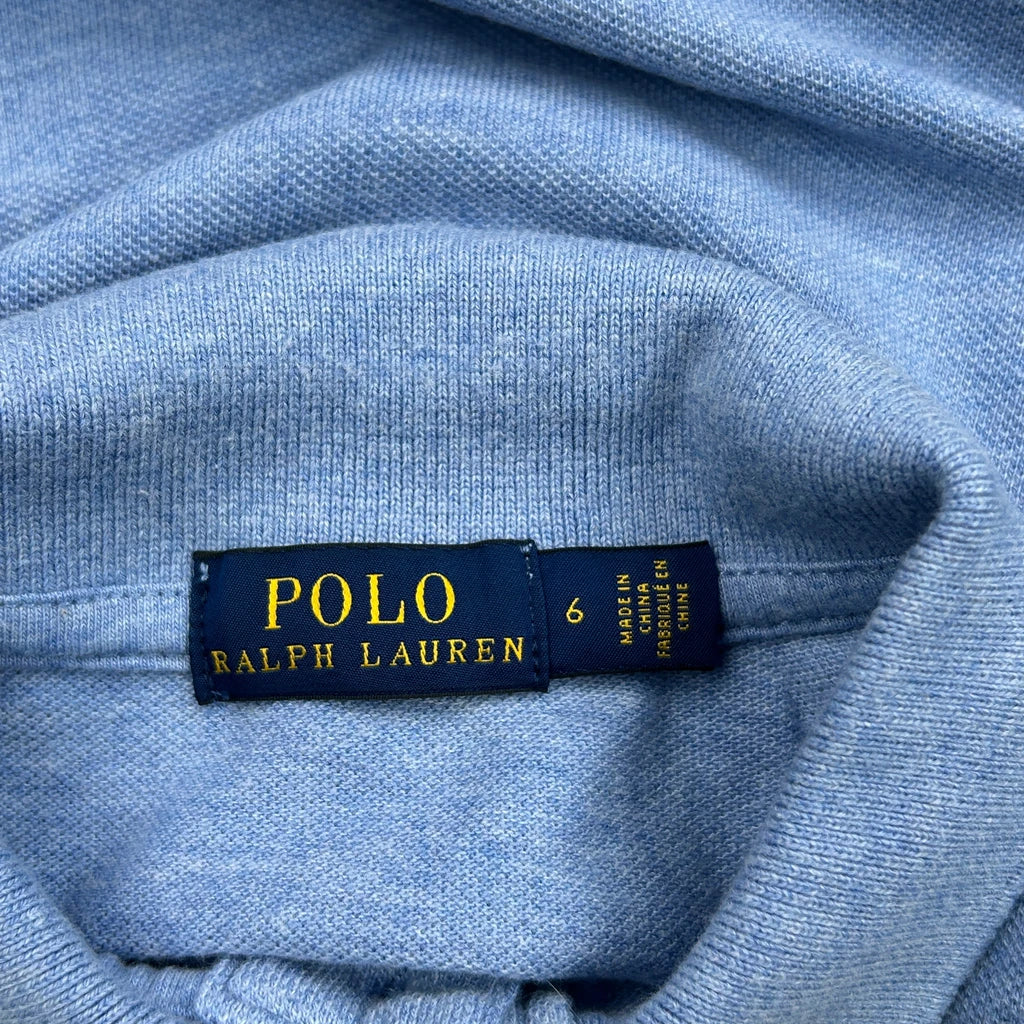 POLO
RALPH LAUREN
6
MADE IN
CHINA
FABRIQUÉ EN
CHINE